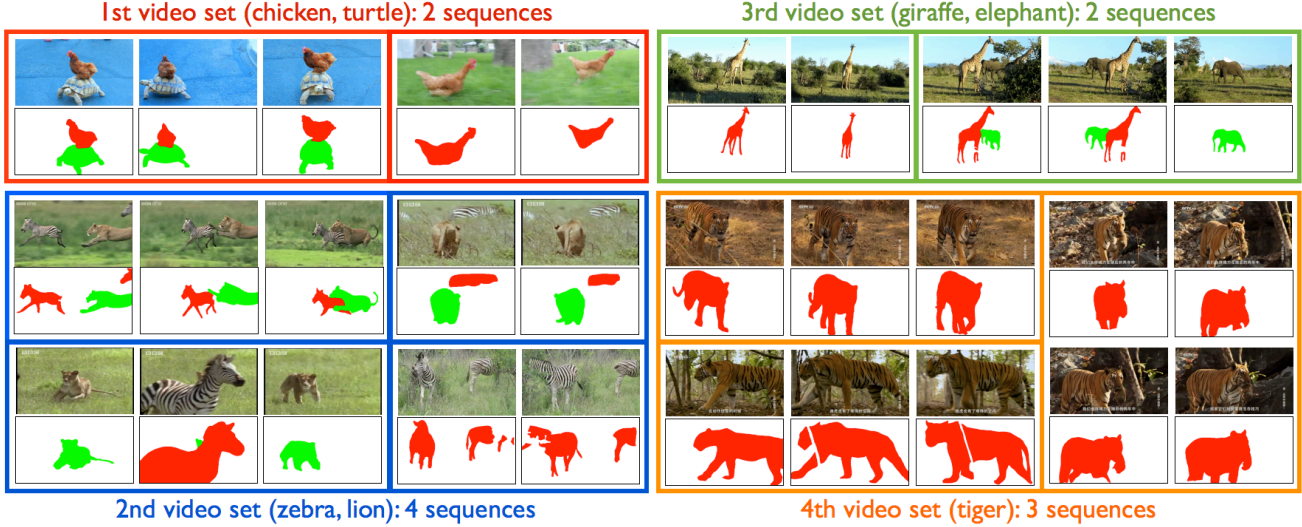 1st video set (chicken, turtle): 2 sequences
3rd video set (giraffe, elephant): 2 sequences
2nd video set (zebra, lion): 4 sequences
4th video set (tiger): 3 sequences